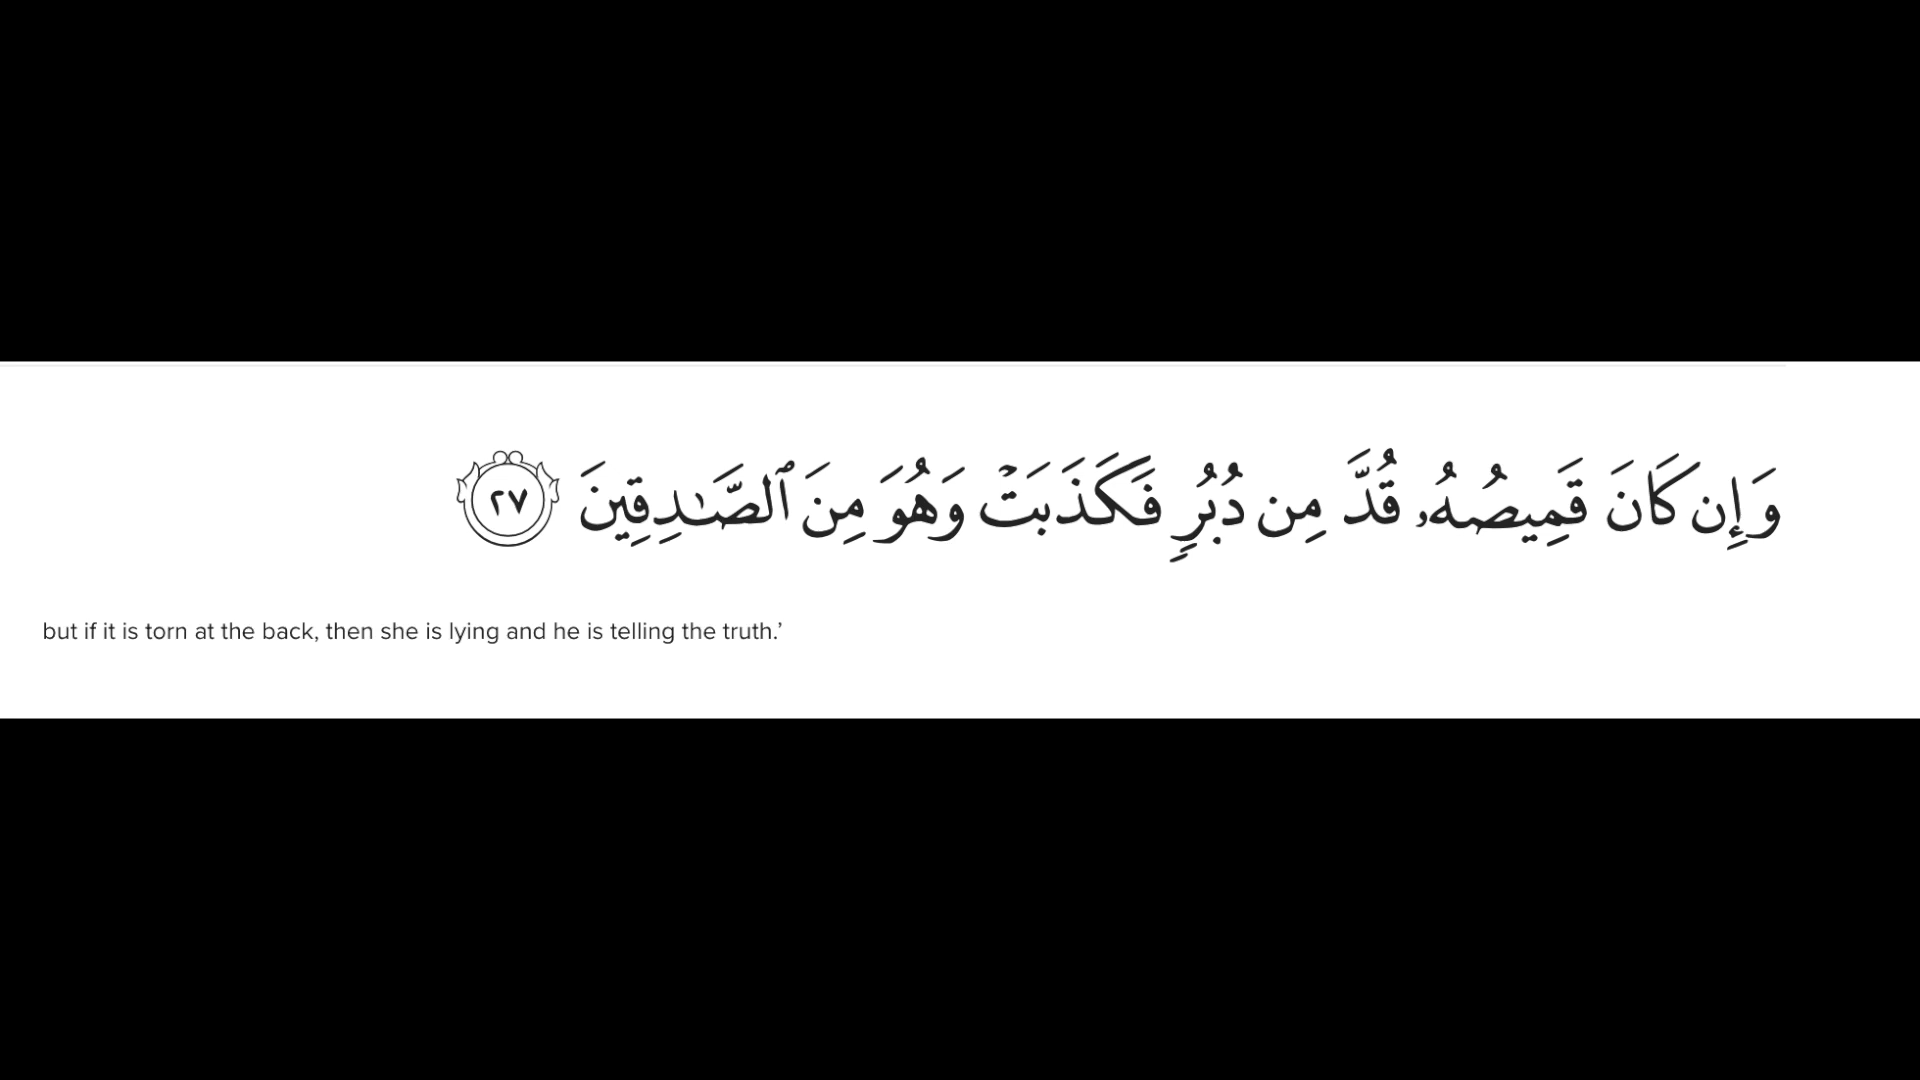 وَإِن كَانَ قَمِيصُهُۥ قُدَّ مِن دُبُرٍ فَكَذَبَتْ وَهُوَ مِنَ ٱلصَّـٰدِقِينَ ٢٧
but if it is torn at the back, then she is lying and he is telling the truth.’